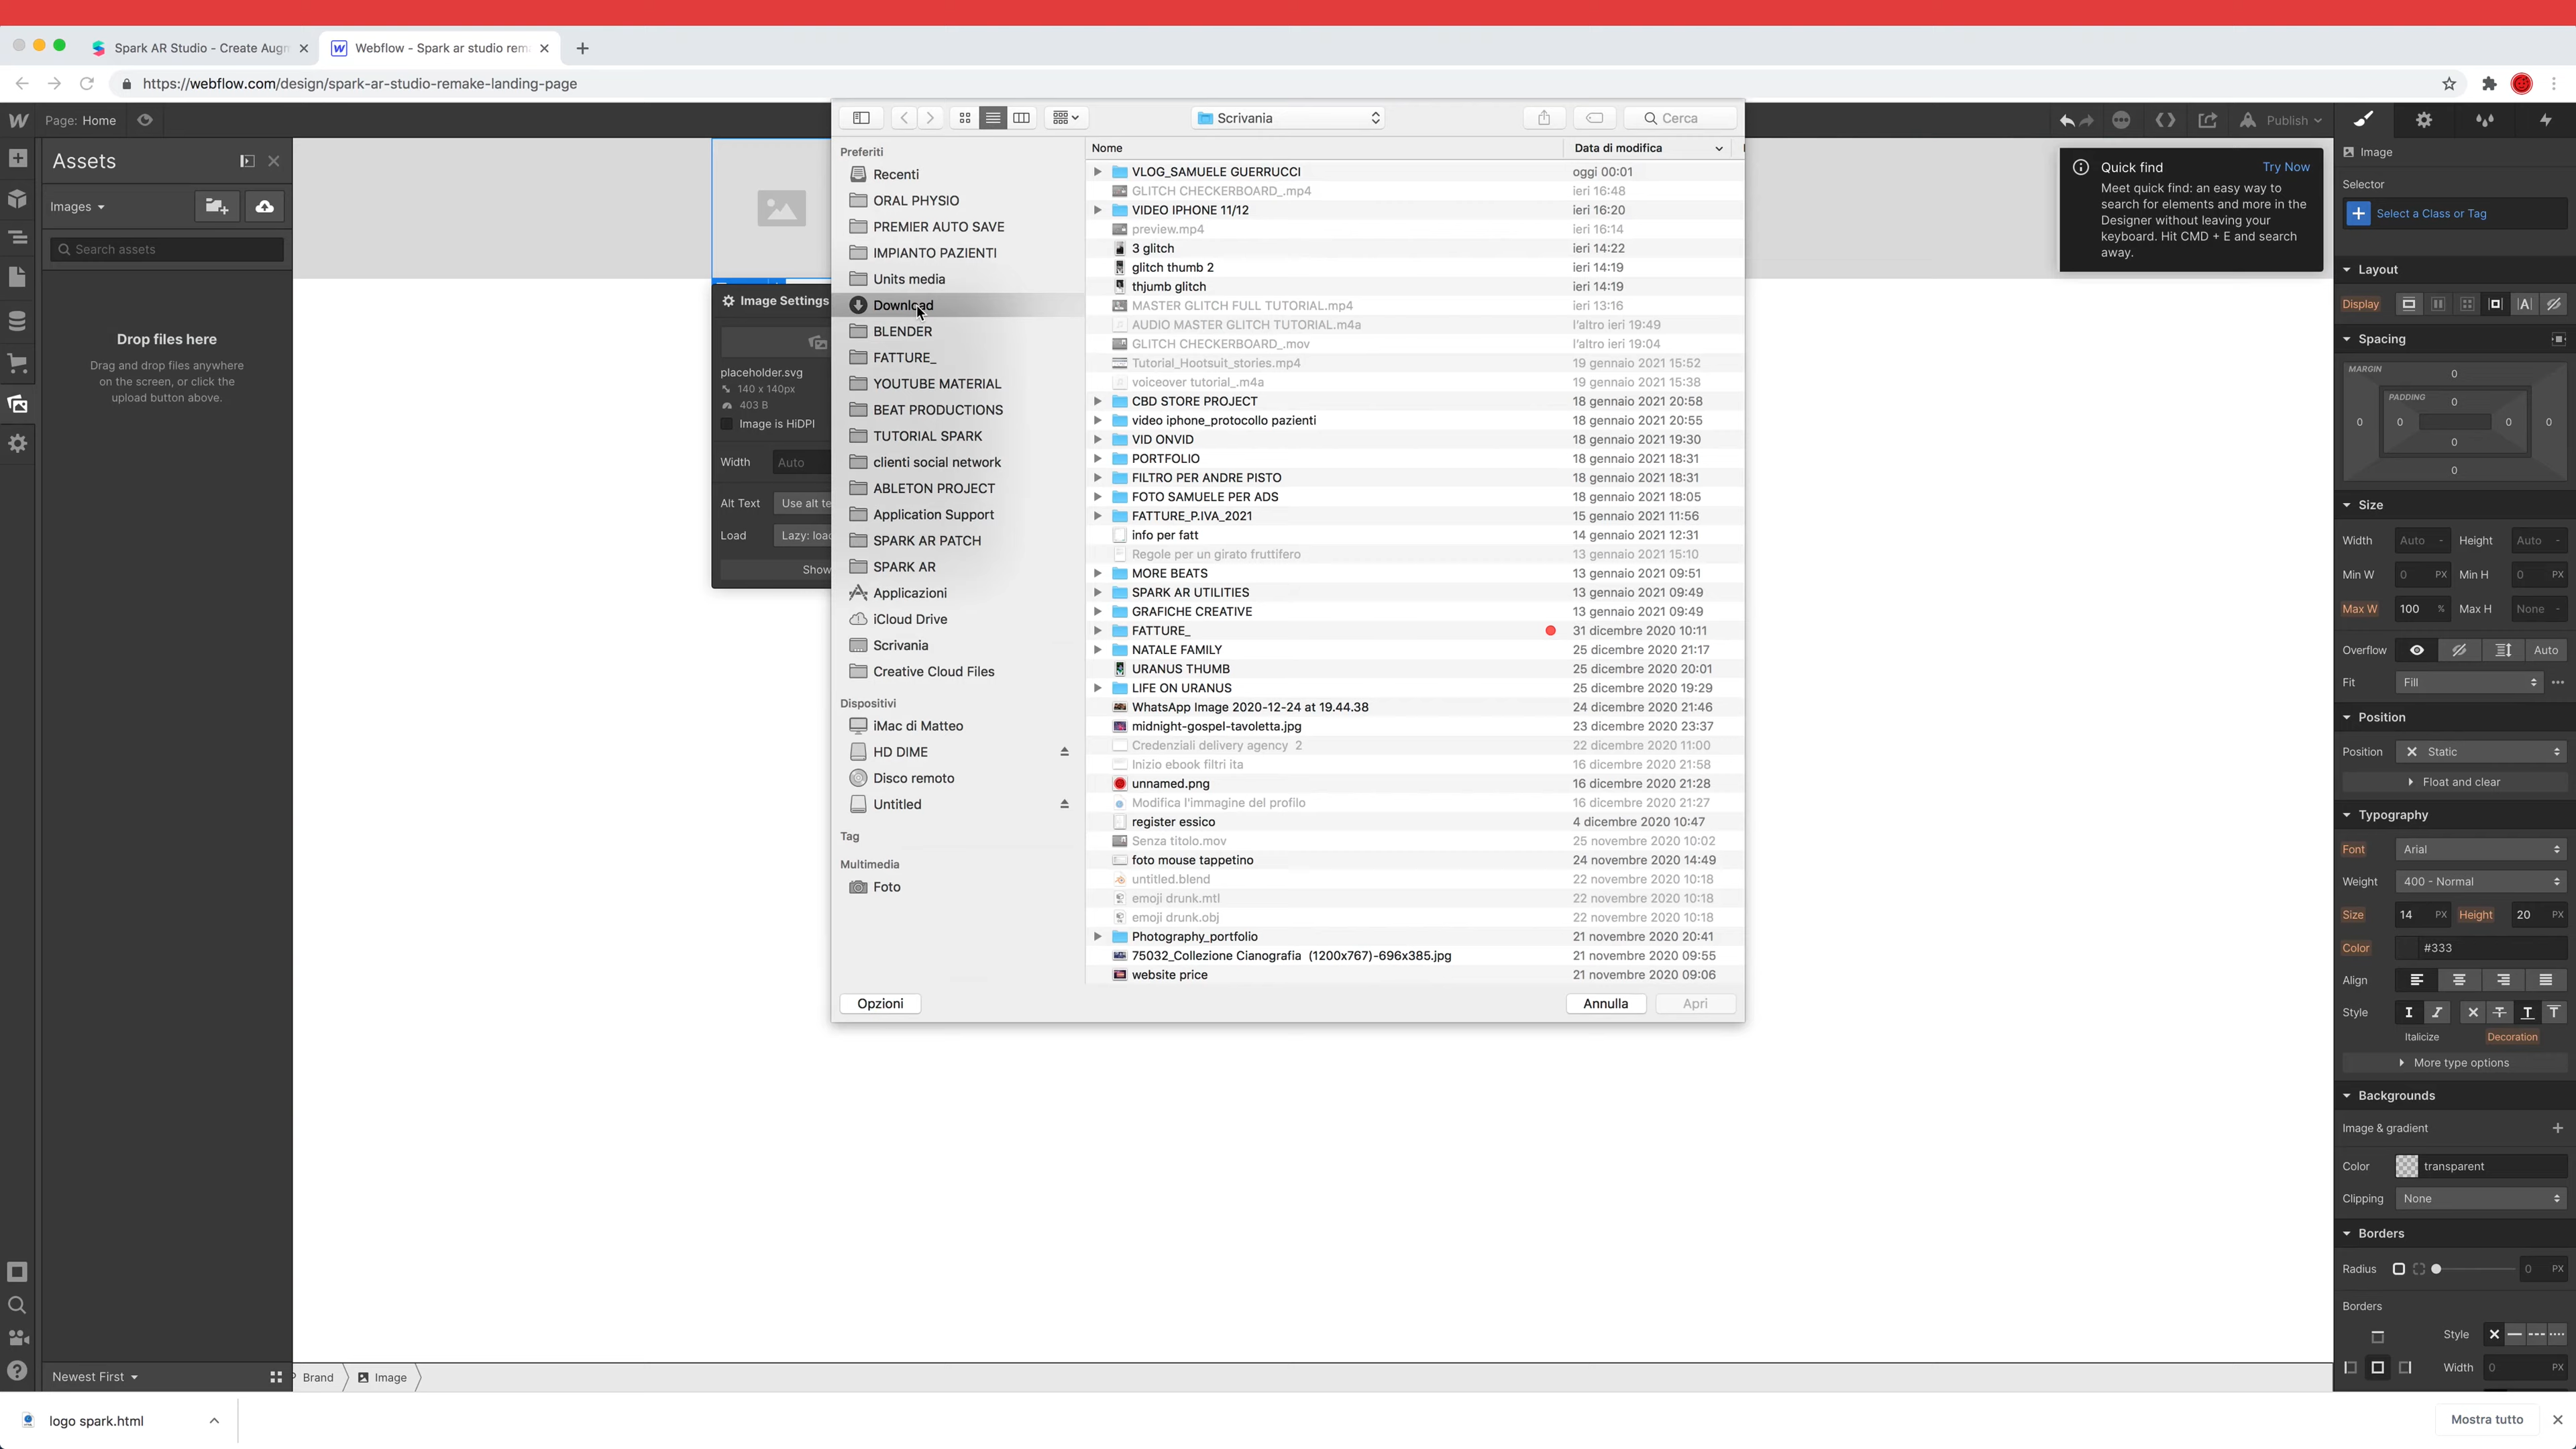 Spark AR Studio - Create Augm
Webflow - Spark ar studio rem
https://webflow.com/design/spark-ar-studio-remake-landing-page
Page: Home
Publish
Scrivania
Cerca
Assets
Images
Search assets
Drop files here
Drag and drop files anywhere
on the screen, or click the
upload button above.
Newest First
Image Settings
placeholder.svg
140 x 140px
403 B
Image is HiDPI
Width Auto
Alt Text Use alt te
Load Lazy: load
Show
Preferiti
Recenti
ORAL PHYSIO
PREMIER AUTO SAVE
IMPIANTO PAZIENTI
Units media
Download
BLENDER
FATTURE_
YOUTUBE MATERIAL
BEAT PRODUCTIONS
TUTORIAL SPARK
clienti social network
ABLETON PROJECT
Application Support
SPARK AR PATCH
SPARK AR
Applicazioni
iCloud Drive
Scrivania
Creative Cloud Files
Dispositivi
iMac di Matteo
HD DIME
Disco remoto
Untitled
Tag
Multimedia
Foto
Opzioni
Nome Data di modifica
VLOG_SAMUELE GUERRUCCI oggi 00:01
GLITCH CHECKERBOARD_.mp4 ieri 16:48
VIDEO IPHONE 11/12 ieri 16:20
preview.mp4 ieri 16:14
3 glitch ieri 14:22
glitch thumb 2 ieri 14:19
thjumb glitch ieri 14:19
MASTER GLITCH FULL TUTORIAL.mp4 ieri 13:16
AUDIO MASTER GLITCH TUTORIAL.m4a l'altro ieri 19:49
GLITCH CHECKERBOARD_.mov l'altro ieri 19:04
Tutorial_Hootsuit_stories.mp4 19 gennaio 2021 15:52
voiceover tutorial_.m4a 19 gennaio 2021 15:38
CBD STORE PROJECT 18 gennaio 2021 20:58
video iphone_protocollo pazienti 18 gennaio 2021 20:55
VID ONVID 18 gennaio 2021 19:30
PORTFOLIO 18 gennaio 2021 18:31
FILTRO PER ANDRE PISTO 18 gennaio 2021 18:31
FOTO SAMUELE PER ADS 18 gennaio 2021 18:05
FATTURE_P.IVA_2021 15 gennaio 2021 11:56
info per fatt 14 gennaio 2021 12:31
Regole per un girato fruttifero 13 gennaio 2021 15:10
MORE BEATS 13 gennaio 2021 09:51
SPARK AR UTILITIES 13 gennaio 2021 09:49
GRAFICHE CREATIVE 13 gennaio 2021 09:49
FATTURE_ 31 dicembre 2020 10:11
NATALE FAMILY 25 dicembre 2020 21:17
URANUS THUMB 25 dicembre 2020 20:01
LIFE ON URANUS 25 dicembre 2020 19:29
WhatsApp Image 2020-12-24 at 19.44.38 24 dicembre 2020 21:46
midnight-gospel-tavoletta.jpg 23 dicembre 2020 23:37
Credenziali delivery agency 2 22 dicembre 2020 11:00
Inizio ebook filtri ita 16 dicembre 2020 21:58
unnamed.png 16 dicembre 2020 21:28
Modifica l'immagine del profilo 16 dicembre 2020 21:27
register essico 4 dicembre 2020 10:47
Senza titolo.mov 25 novembre 2020 10:02
foto mouse tappetino 24 novembre 2020 14:49
untitled.blend 22 novembre 2020 10:18
emoji drunk.mtl 22 novembre 2020 10:18
emoji drunk.obj 22 novembre 2020 10:18
Photography_portfolio 21 novembre 2020 20:41
75032_Collezione Cianografia (1200x767)-696x385.jpg 21 novembre 2020 09:55
website price 21 novembre 2020 09:06
Annulla Apri
Quick find Try Now
Meet quick find: an easy way to
search for elements and more in the
Designer without leaving your
keyboard. Hit CMD + E and search
away.
Image
Selector
Select a Class or Tag
Layout
Display
Spacing
MARGIN
0
PADDING
0
0 0 0 0
0
0
Size
Width Auto - Height Auto -
Min W 0 PX Min H 0 PX
Max W 100 % Max H None -
Overflow Auto
Fit Fill
Position
Position Static
Float and clear
Typography
Font Arial
Weight 400 - Normal
Size 14 PX Height 20 PX
Color #333
Align
Style
Italicize Decoration
More type options
Backgrounds
Image & gradient
Color transparent
Clipping None
Borders
Radius 0 PX
Borders
Style
Width 0 PX
Brand Image
logo spark.html
Mostra tutto